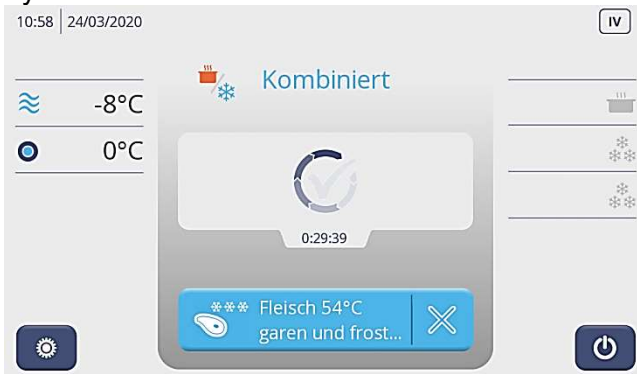 10:58 24/03/2020
IV
Kombiniert
-8°C
0°C
0:29:39
Fleisch 54°C
garen und frost...